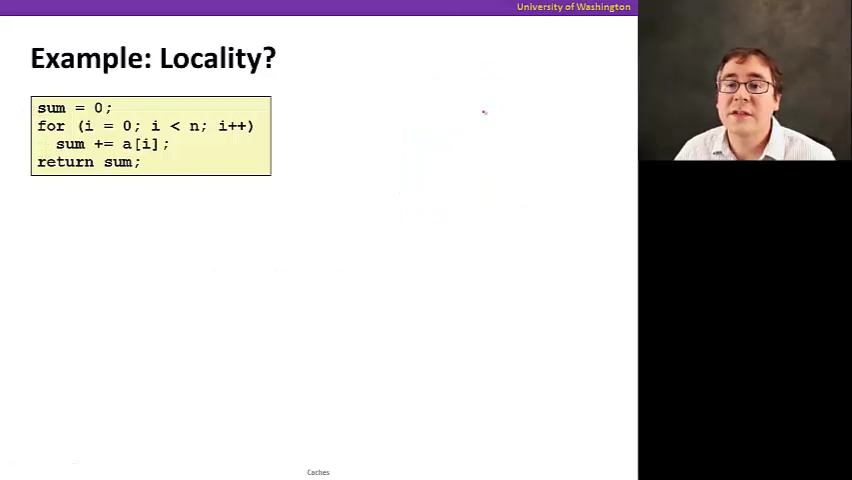 University of Washington
Example: Locality?
sum = 0;
for (i = 0; i < n; i++)
  sum += a[i];
return sum;
Caches